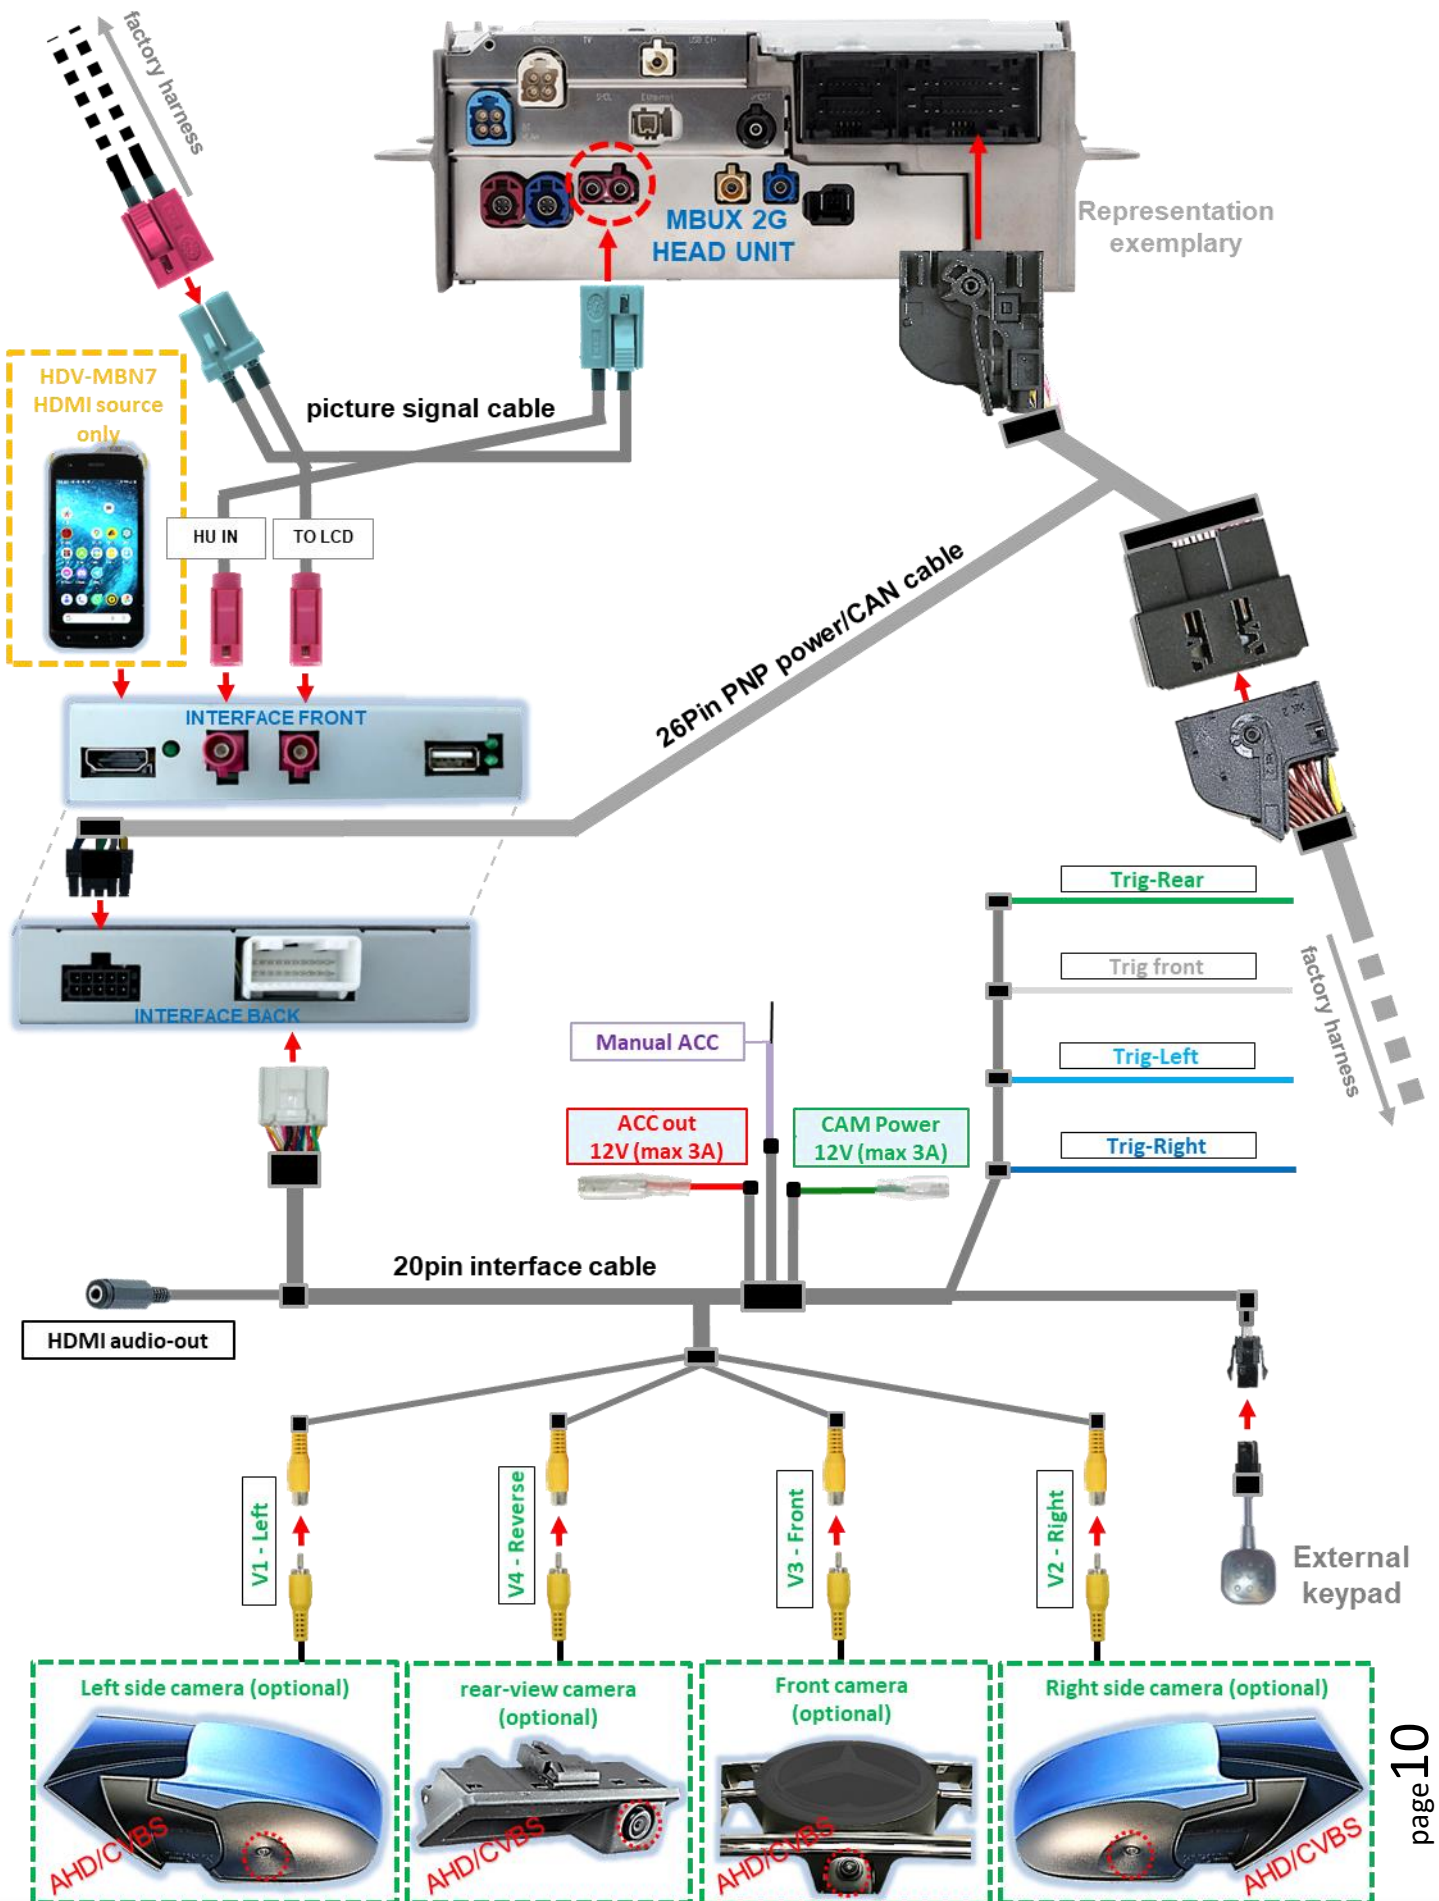 factory harness
TV
Ethernet
MBUX 2G
HEAD UNIT
Representation
exemplary
HDV-MBN7
HDMI source
only
picture signal cable
HU IN
TO LCD
26Pin PNP power/CAN cable
INTERFACE FRONT
INTERFACE BACK
Trig-Rear
Trig front
Trig-Left
Trig-Right
factory harness
Manual ACC
ACC out
12V (max 3A)
CAM Power
12V (max 3A)
20pin interface cable
HDMI audio-out
V1 - Left
V4 - Reverse
V3 - Front
V2 - Right
External
keypad
Left side camera (optional)
rear-view camera
(optional)
Front camera
(optional)
Right side camera (optional)
AHD/CVBS
AHD/CVBS
AHD/CVBS
AHD/CVBS
page 10